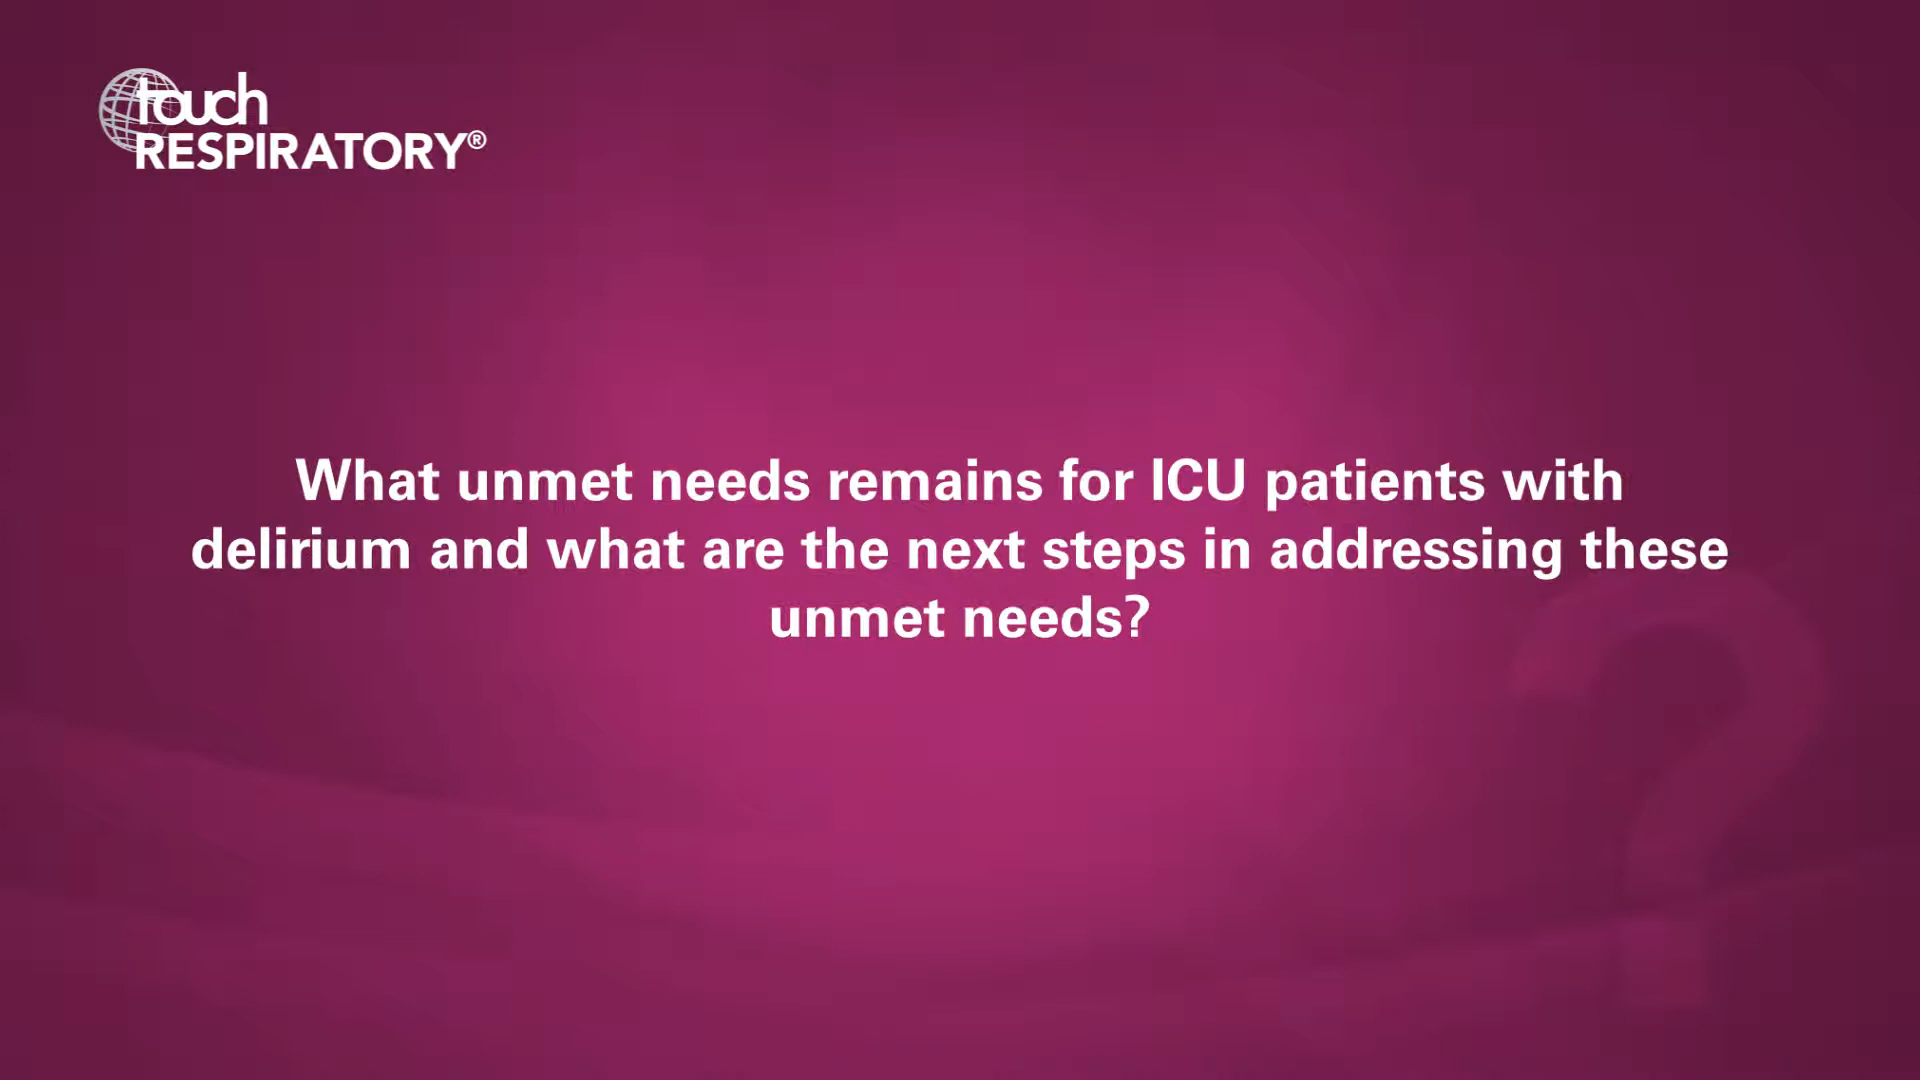 touch
RESPIRATORY®
What unmet needs remains for ICU patients with
delirium and what are the next steps in addressing these
unmet needs?